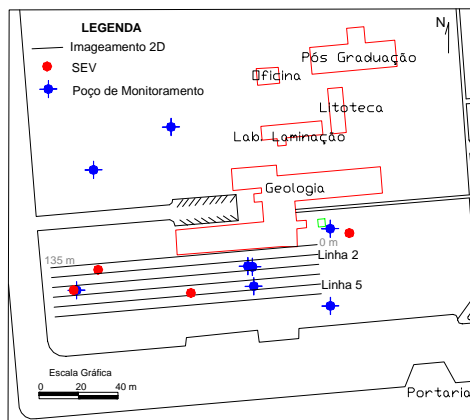 LEGENDA
Imageamento 2D
SEV
Poço de Monitoramento
N
Pós Graduação
Oficina
Litoteca
Lab. Laminação
Geologia
0 m
135 m
Linha 2
Linha 5
Escala Gráfica
0 20 40 m
Portaria